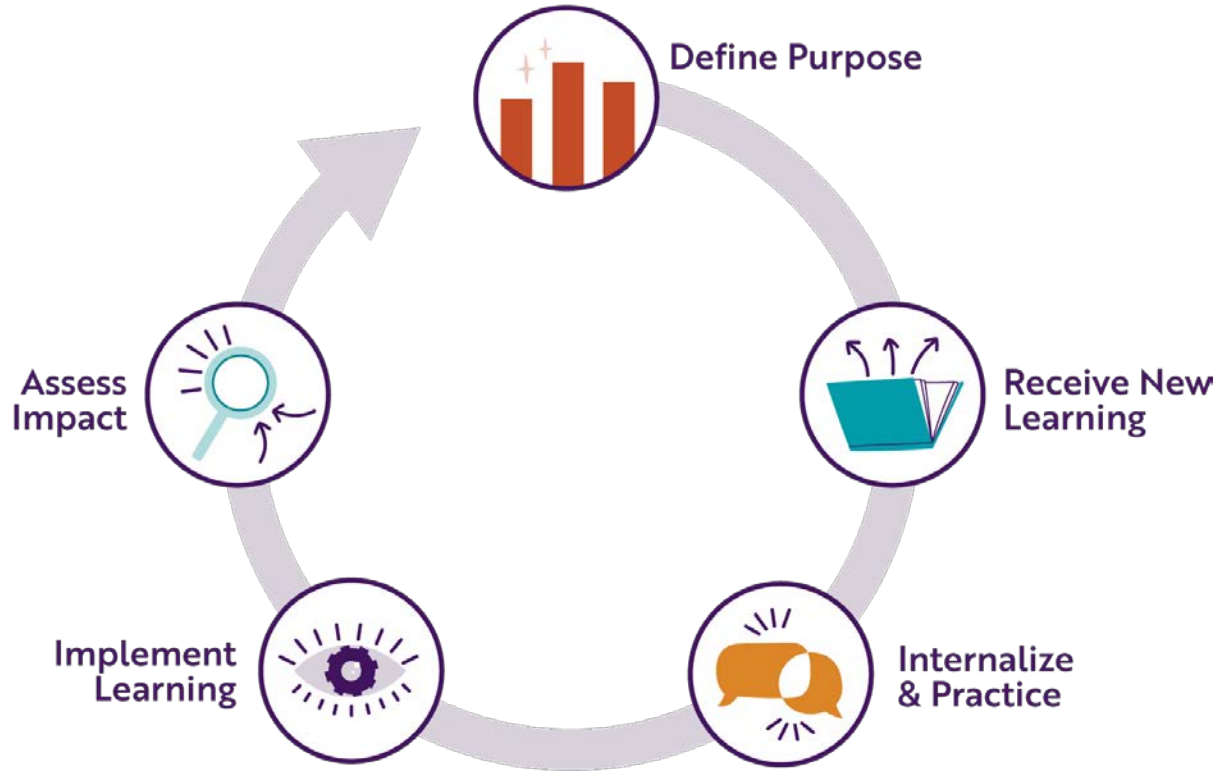 Define Purpose
Receive New
Learning
Internalize
& Practice
Implement
Learning
Assess
Impact